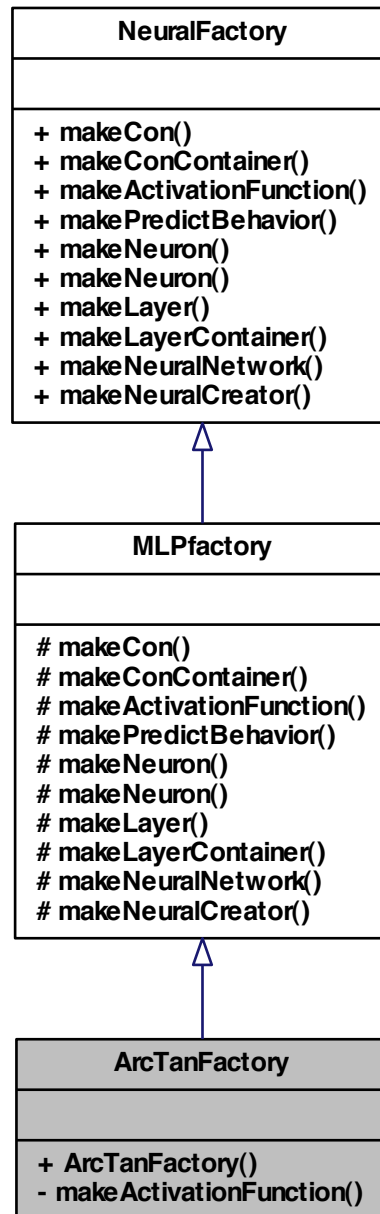 NeuralFactory
+ makeCon()
+ makeConContainer()
+ makeActivationFunction()
+ makePredictBehavior()
+ makeNeuron()
+ makeNeuron()
+ makeLayer()
+ makeLayerContainer()
+ makeNeuralNetwork()
+ makeNeuralCreator()
MLPfactory
# makeCon()
# makeConContainer()
# makeActivationFunction()
# makePredictBehavior()
# makeNeuron()
# makeNeuron()
# makeLayer()
# makeLayerContainer()
# makeNeuralNetwork()
# makeNeuralCreator()
ArcTanFactory
+ ArcTanFactory()
- makeActivationFunction()